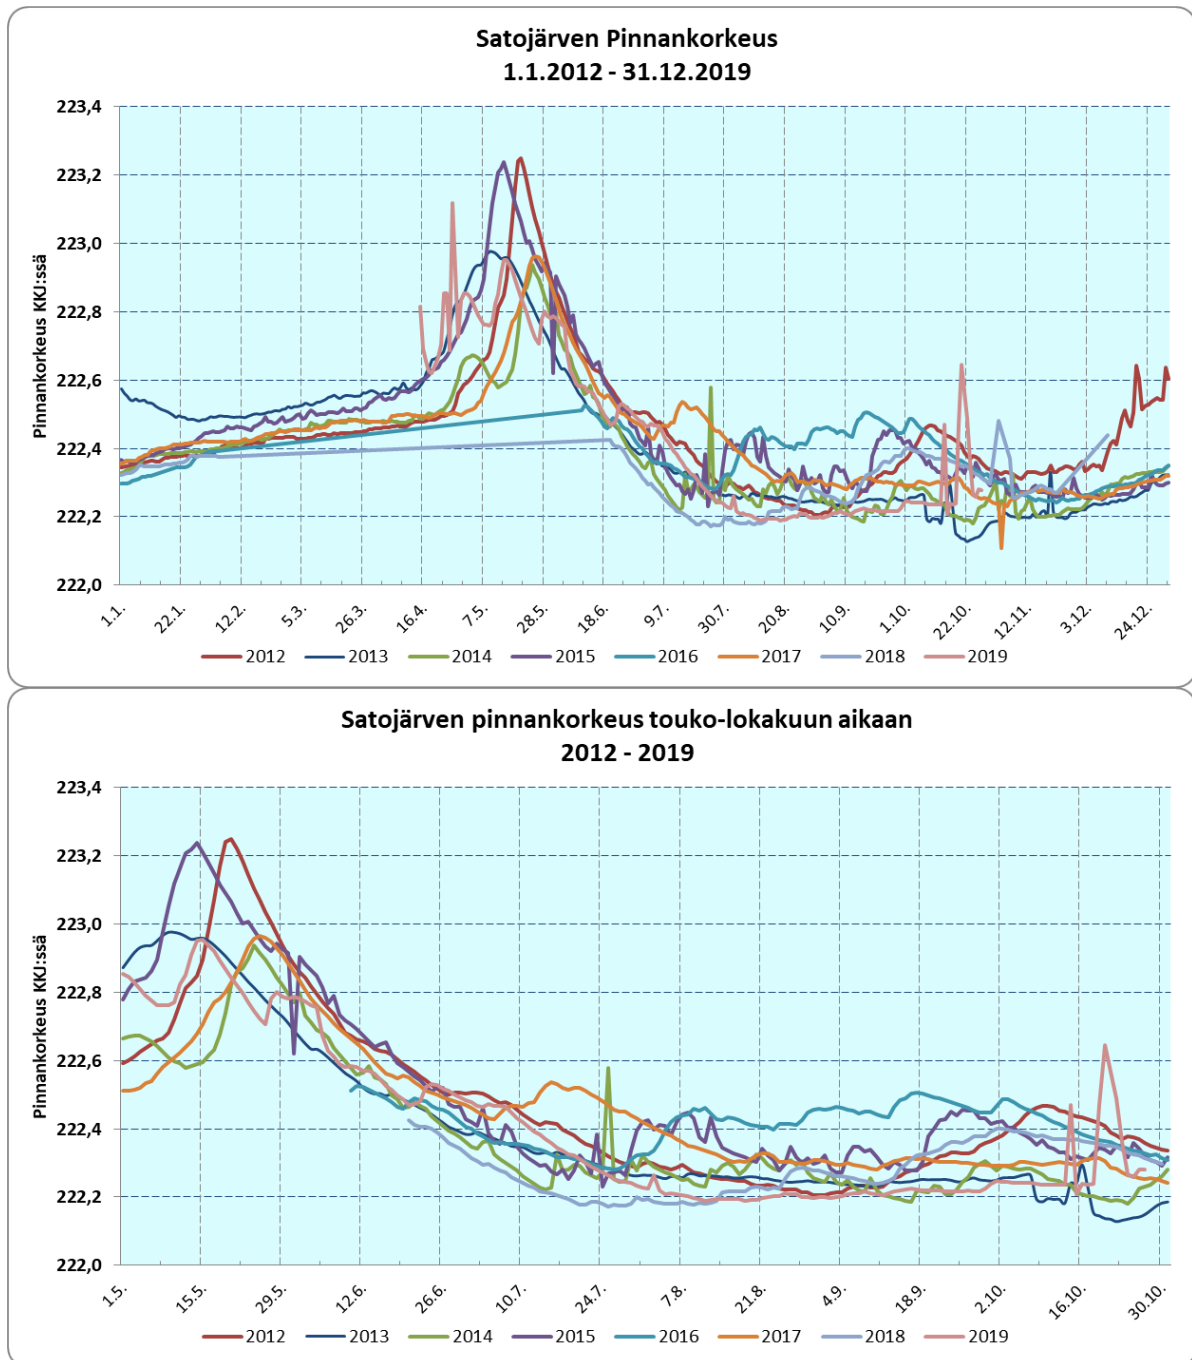 Satojärven Pinnankorkeus
1.1.2012 - 31.12.2019
Pinnankorkeus KKJ:ssä
223,4
223,2
223,0
222,8
222,6
222,4
222,2
222,0
1.1. 22.1. 12.2. 5.3. 26.3. 16.4. 7.5. 28.5. 18.6. 9.7. 30.7. 20.8. 10.9. 1.10. 22.10. 12.11. 3.12. 24.12.
2012 2013 2014 2015 2016 2017 2018 2019
Satojärven pinnankorkeus touko-lokakuun aikaan
2012 - 2019
Pinnankorkeus KKJ:ssä
223,4
223,2
223,0
222,8
222,6
222,4
222,2
222,0
1.5. 15.5. 29.5. 12.6. 26.6. 10.7. 24.7. 7.8. 21.8. 4.9. 18.9. 2.10. 16.10. 30.10.
2012 2013 2014 2015 2016 2017 2018 2019